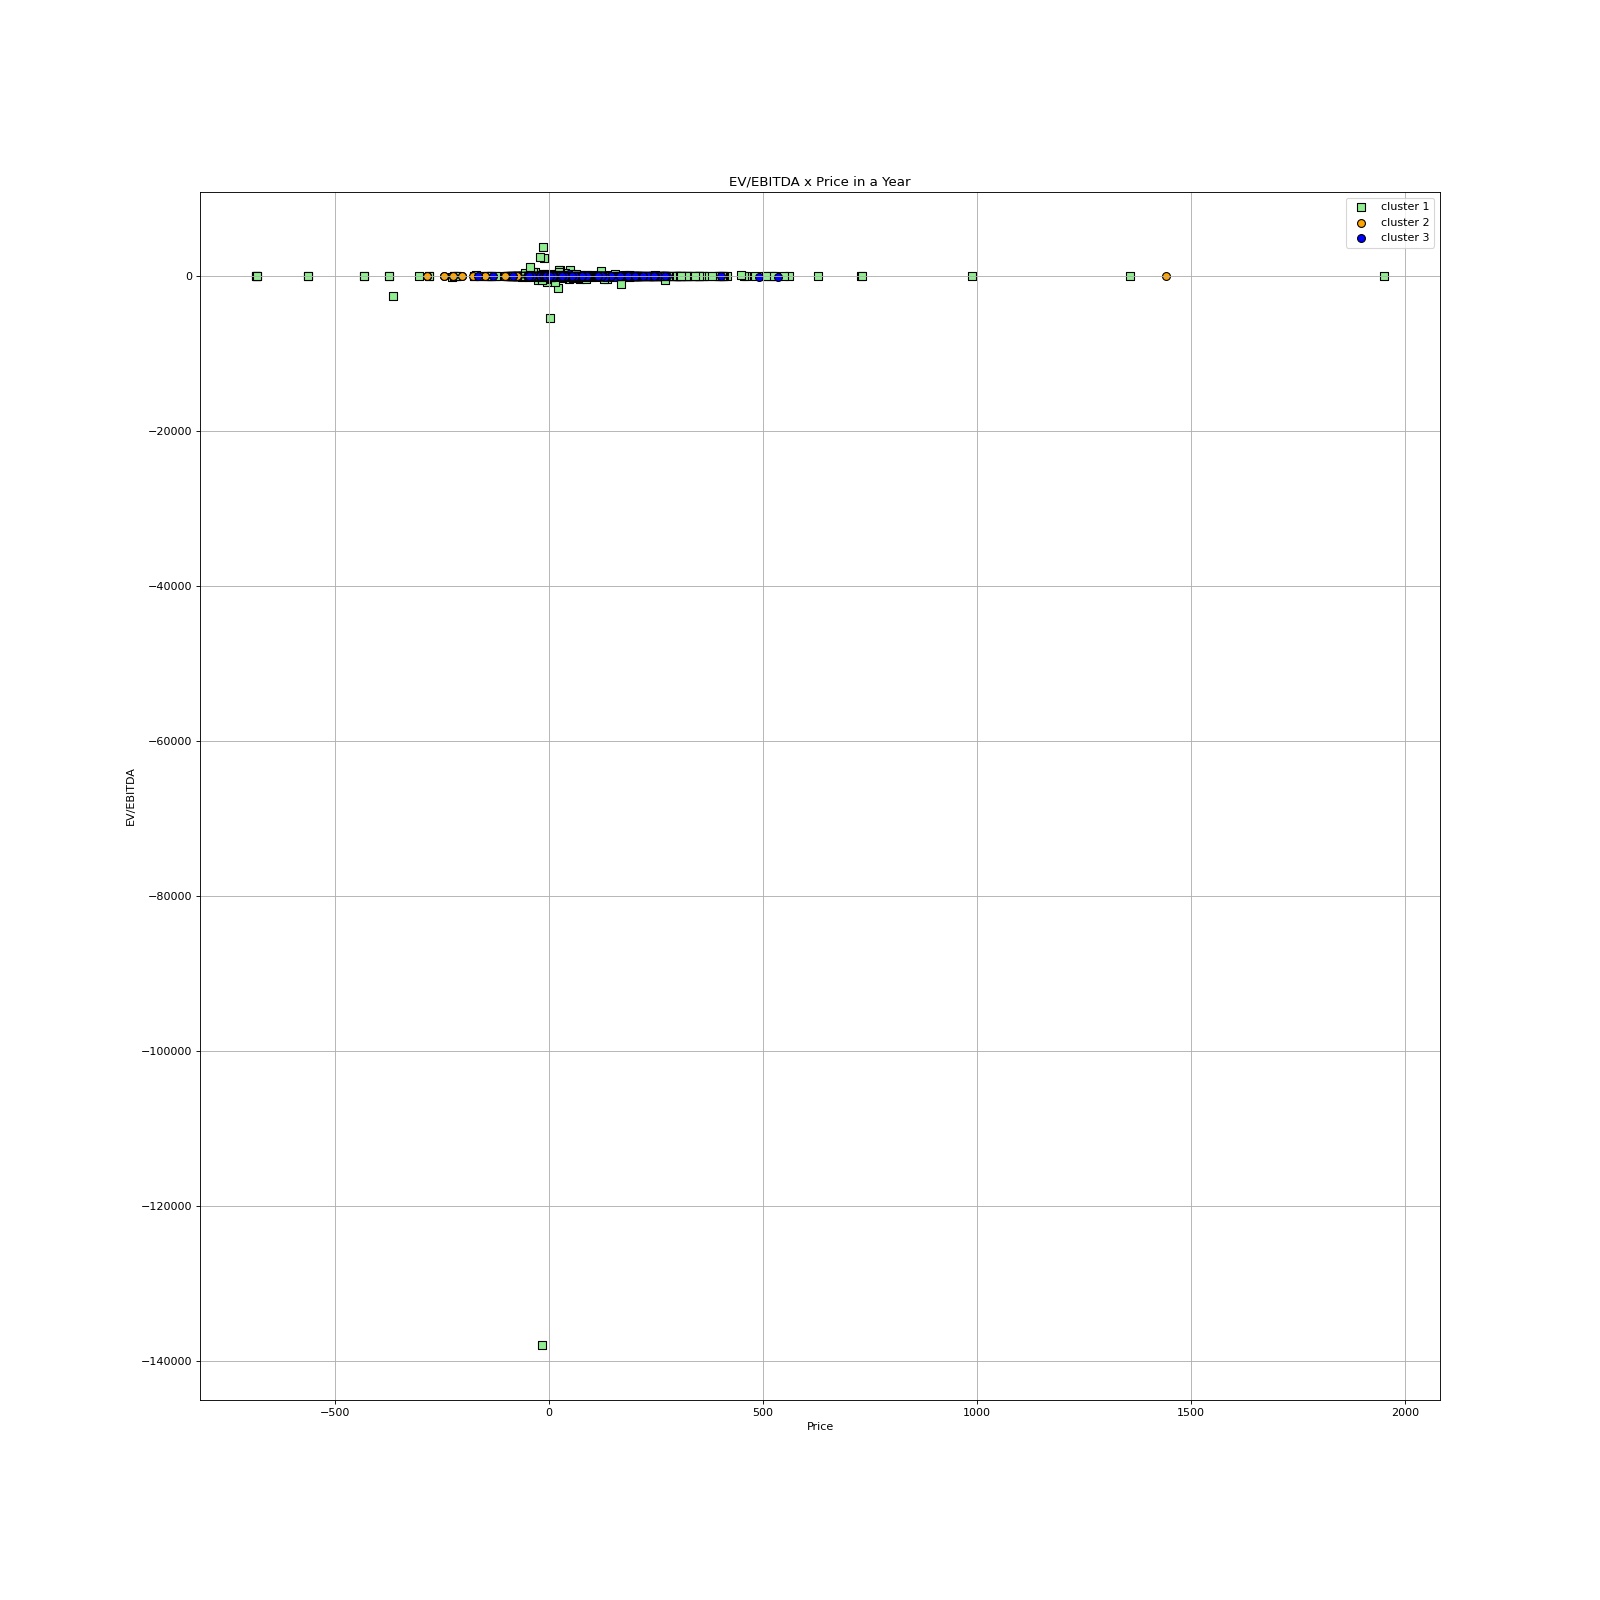 EV/EBITDA x Price in a Year
cluster 1
cluster 2
cluster 3
0
−20000
−40000
−60000
−80000
−100000
−120000
−140000
EV/EBITDA
−500
0
500
1000
1500
2000
Price